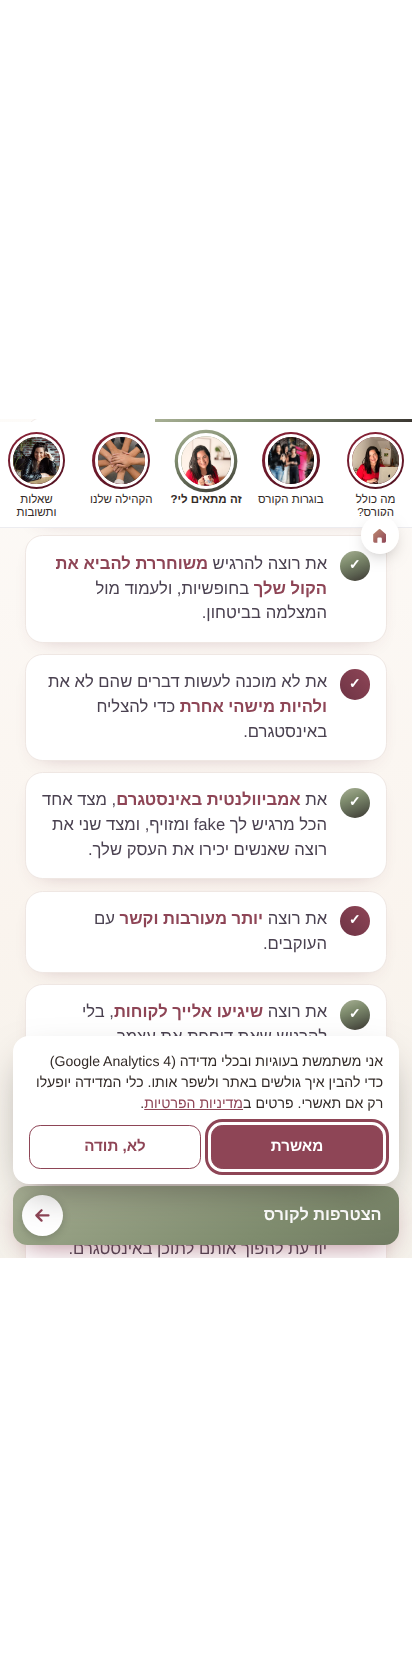 מה כולל
הקורס?
בוגרות הקורס
זה מתאים לי?
הקהילה שלנו
שאלות
ותשובות
את רוצה להרגיש משוחררת להביא את
הקול שלך בחופשיות, ולעמוד מול
המצלמה בביטחון.
את לא מוכנה לעשות דברים שהם לא את
ולהיות מישהי אחרת כדי להצליח
באינסטגרם.
את אמביוולנטית באינסטגרם, מצד אחד
הכל מרגיש לך fake ומזויף, ומצד שני את
רוצה שאנשים יכירו את העסק שלך.
את רוצה יותר מעורבות וקשר עם
העוקבים.
את רוצה שיגיעו אלייך לקוחות, בלי
אני משתמשת בעוגיות ובכלי מדידה (Google Analytics 4)
כדי להבין איך גולשים באתר ולשפר אותו. כלי המדידה יופעלו
רק אם תאשרי. פרטים במדיניות הפרטיות.
מאשרת
לא, תודה
הצטרפות לקורס
יודעת להפוך אותם לתוכן באינסטגרם.